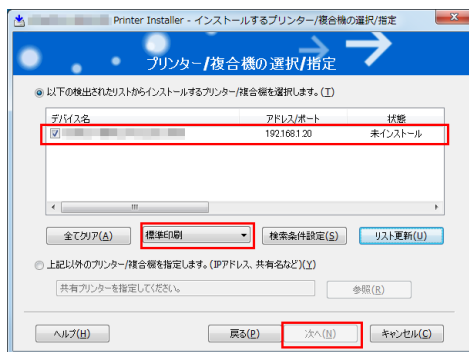 Printer Installer - インストールするプリンター/複合機の選択/指定
プリンター/複合機の選択/指定
以下の検出されたリストからインストールするプリンター/複合機を選択します。(T)
デバイス名 アドレス/ポート 状態
192.168.1.20 未インストール
全てクリア(A) 標準印刷 検索条件設定(S) リスト更新(U)
上記以外のプリンター/複合機を指定します。(IPアドレス、共有名など)(Y)
共有プリンターを指定してください。 参照(R)
ヘルプ(H) 戻る(P) 次へ(N) キャンセル(C)